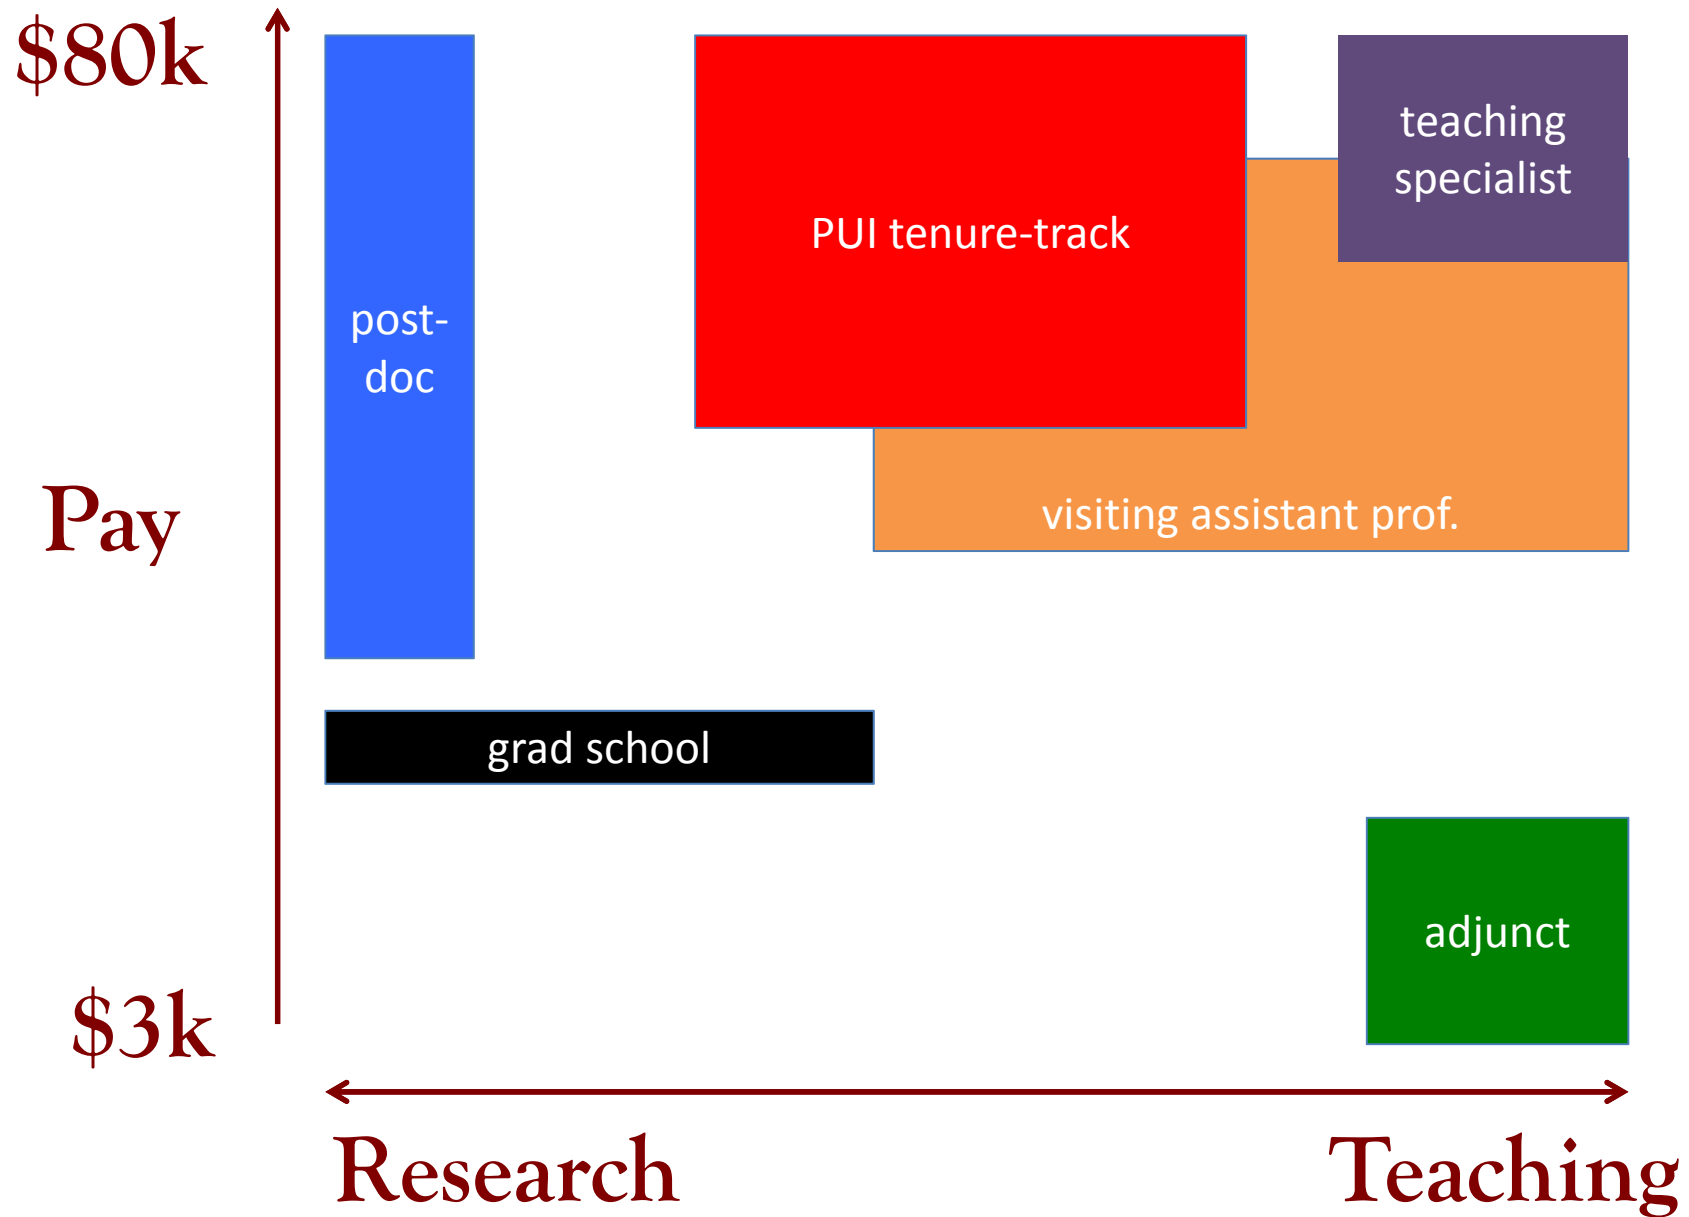 $80k
teaching
specialist
PUI tenure-track
post-
doc
Pay
visiting assistant prof.
grad school
adjunct
$3k
Research
Teaching